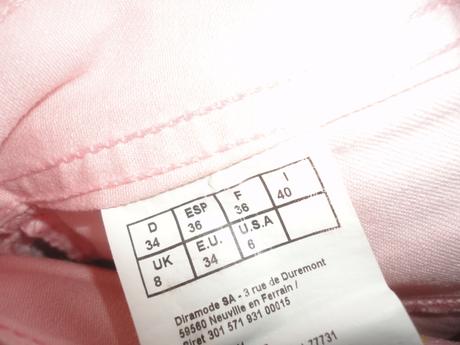 D ESP F I
34 36 36 40
UK E.U. U.S.A
8 34 6
Diramode SA - 3 rue de Duremont
59560 Neuville en Ferrain /
Siret 301 571 931 00015
77731